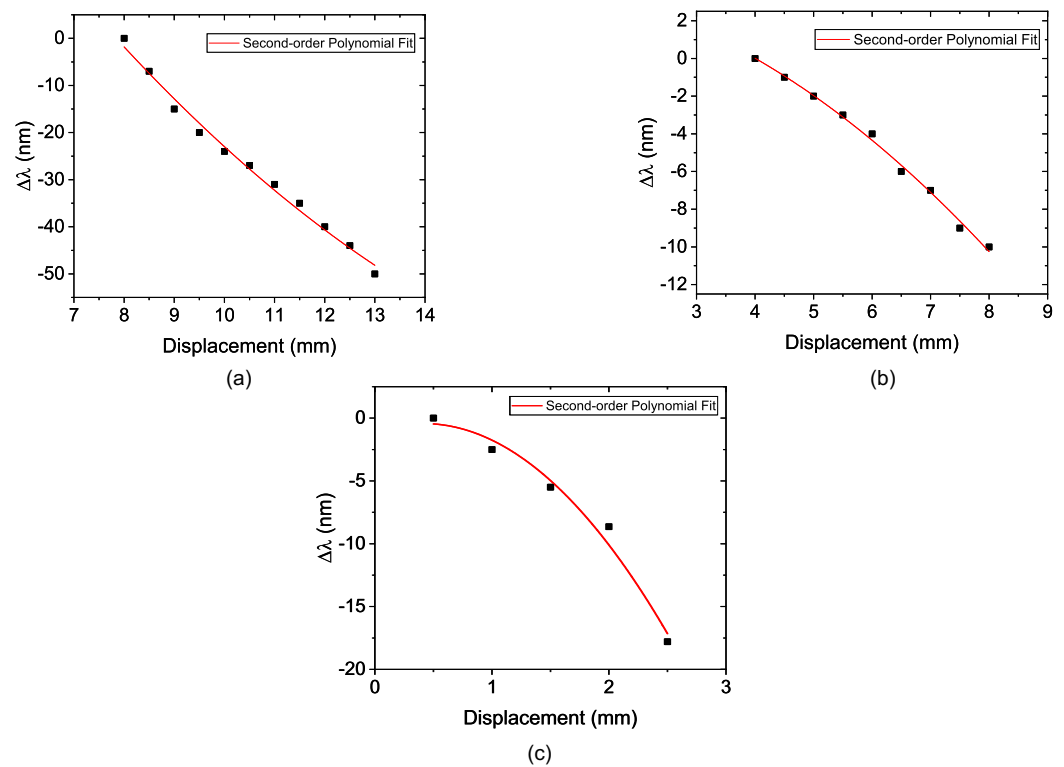 Second-order Polynomial Fit
0
-10
-20
-30
-40
-50
Δλ (nm)
7 8 9 10 11 12 13 14
Displacement (mm)
(a)
Second-order Polynomial Fit
2
0
-2
-4
-6
-8
-10
-12
Δλ (nm)
3 4 5 6 7 8 9
Displacement (mm)
(b)
Second-order Polynomial Fit
0
-5
-10
-15
-20
Δλ (nm)
0 1 2 3
Displacement (mm)
(c)